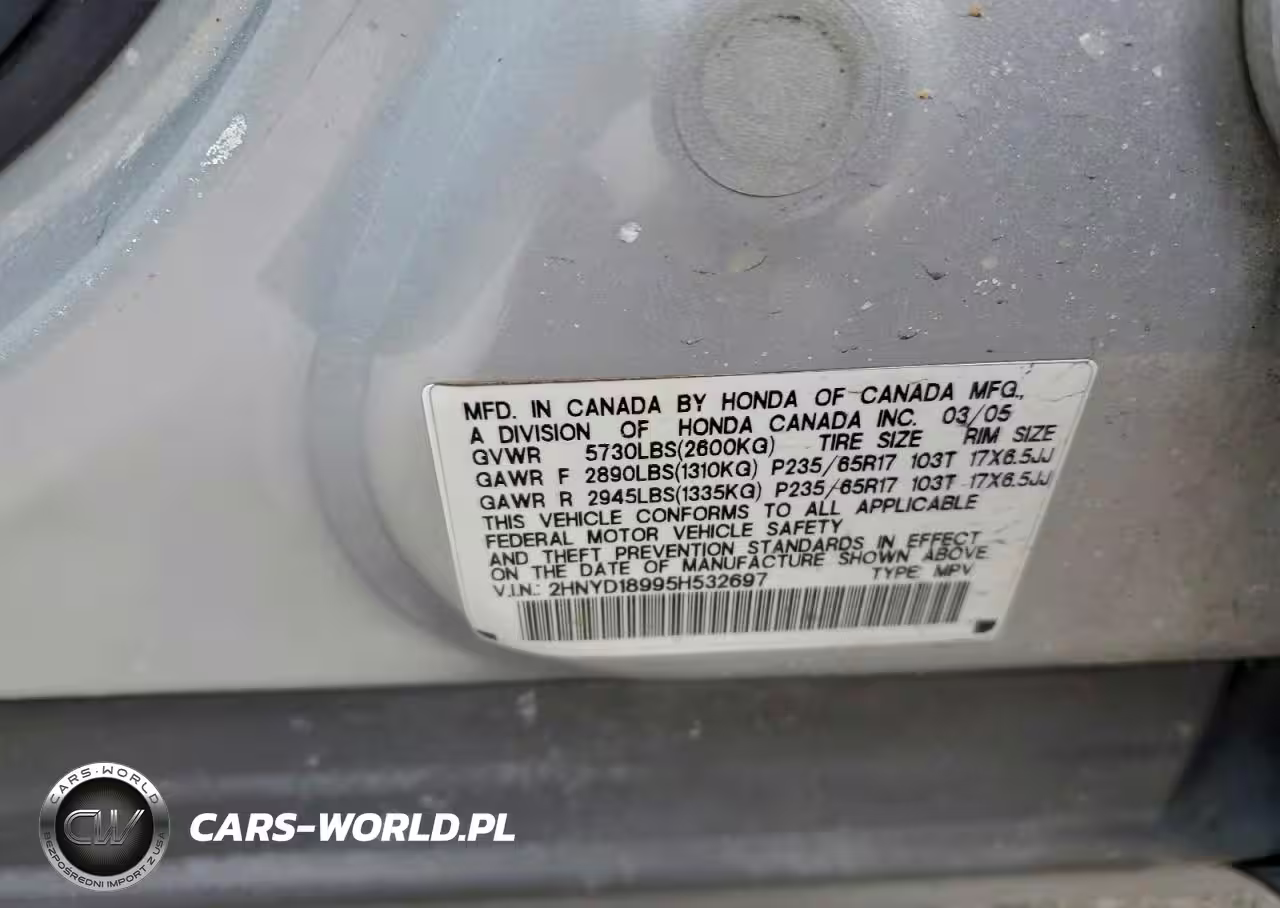 MFD. IN CANADA BY HONDA OF CANADA MFG.,
A DIVISION OF HONDA CANADA INC. 03/05
GVWR 5730LBS(2600KG) TIRE SIZE RIM SIZE
GAWR F 2890LBS(1310KG) P235/65R17 103T 17X6.5JJ
GAWR R 2945LBS(1335KG) P235/65R17 103T 17X6.5JJ
THIS VEHICLE CONFORMS TO ALL APPLICABLE
FEDERAL MOTOR VEHICLE SAFETY
AND THEFT PREVENTION STANDARDS IN EFFECT
ON THE DATE OF MANUFACTURE SHOWN ABOVE
V.I.N.: 2HNYD18995H532697 TYPE: MPV
CARS-WORLD
CW
BEZPOŚREDNI IMPORT Z USA
CARS-WORLD.PL